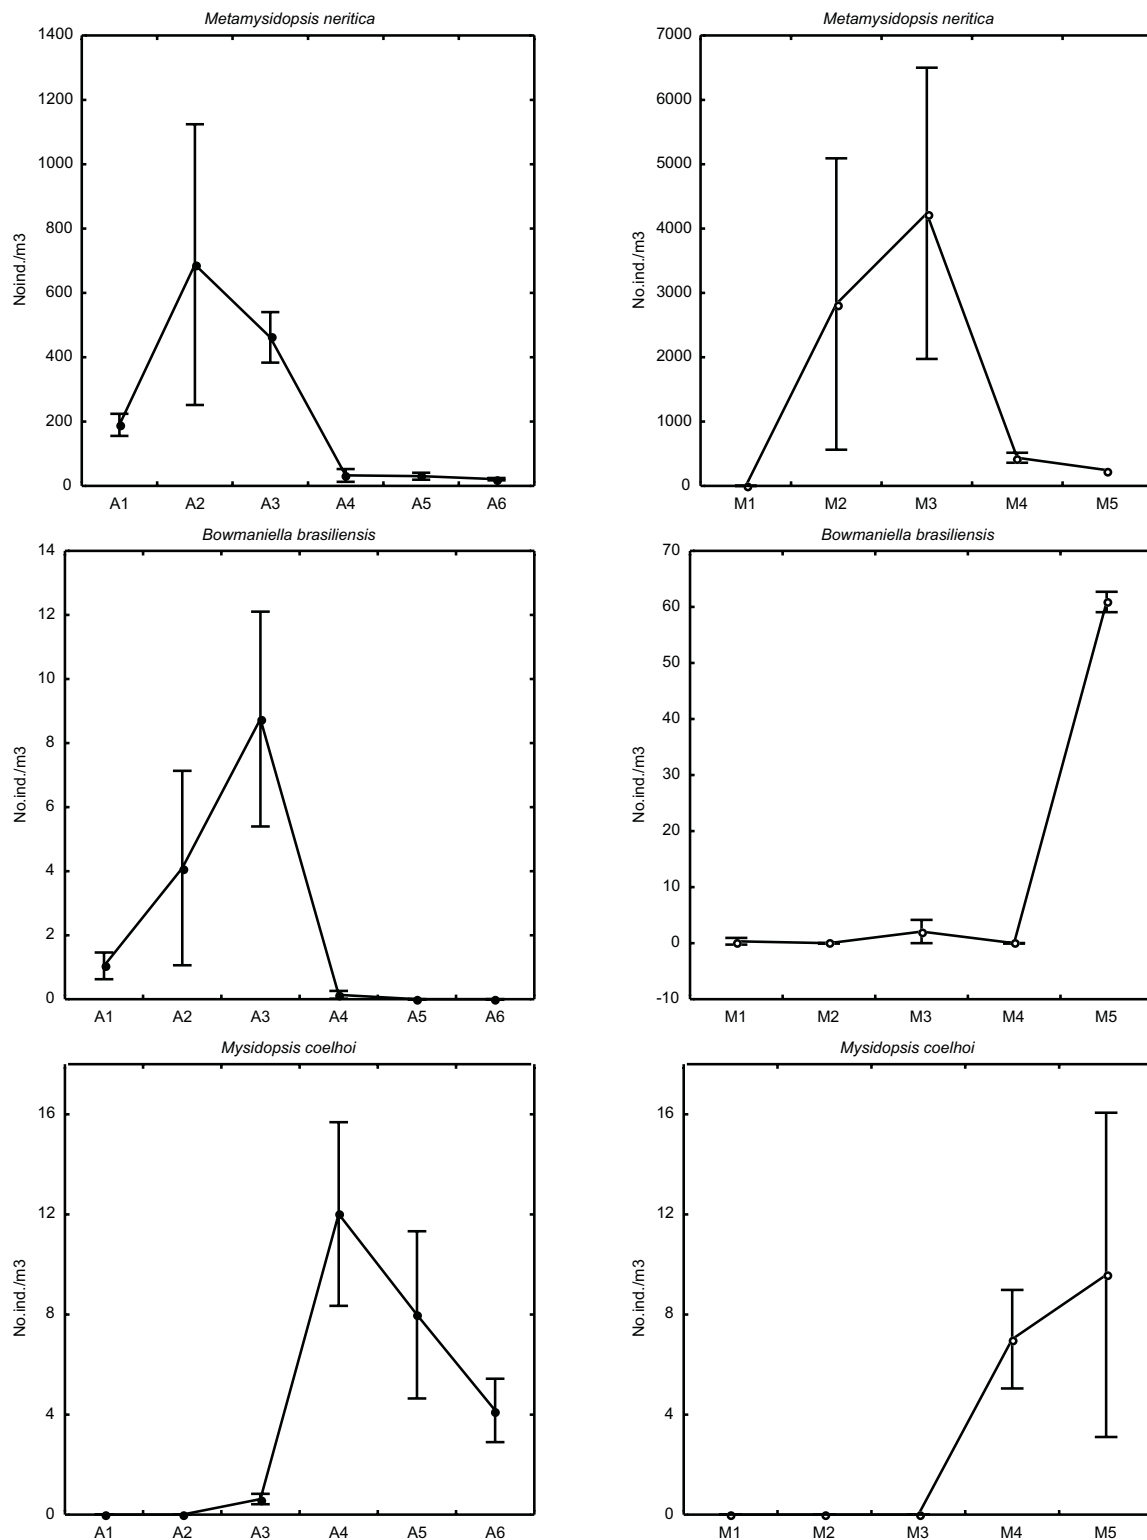 Metamysidopsis neritica
1400
1200
1000
800
600
400
200
0
Noind./m3
A1 A2 A3 A4 A5 A6
Metamysidopsis neritica
7000
6000
5000
4000
3000
2000
1000
0
No.ind./m3
M1 M2 M3 M4 M5
Bowmaniella brasiliensis
14
12
10
8
6
4
2
0
No.ind./m3
A1 A2 A3 A4 A5 A6
Bowmaniella brasiliensis
70
60
50
40
30
20
10
0
-10
No.ind./m3
M1 M2 M3 M4 M5
Mysidopsis coelhoi
16
12
8
4
0
No.ind./m3
A1 A2 A3 A4 A5 A6
Mysidopsis coelhoi
16
12
8
4
0
No.ind./m3
M1 M2 M3 M4 M5